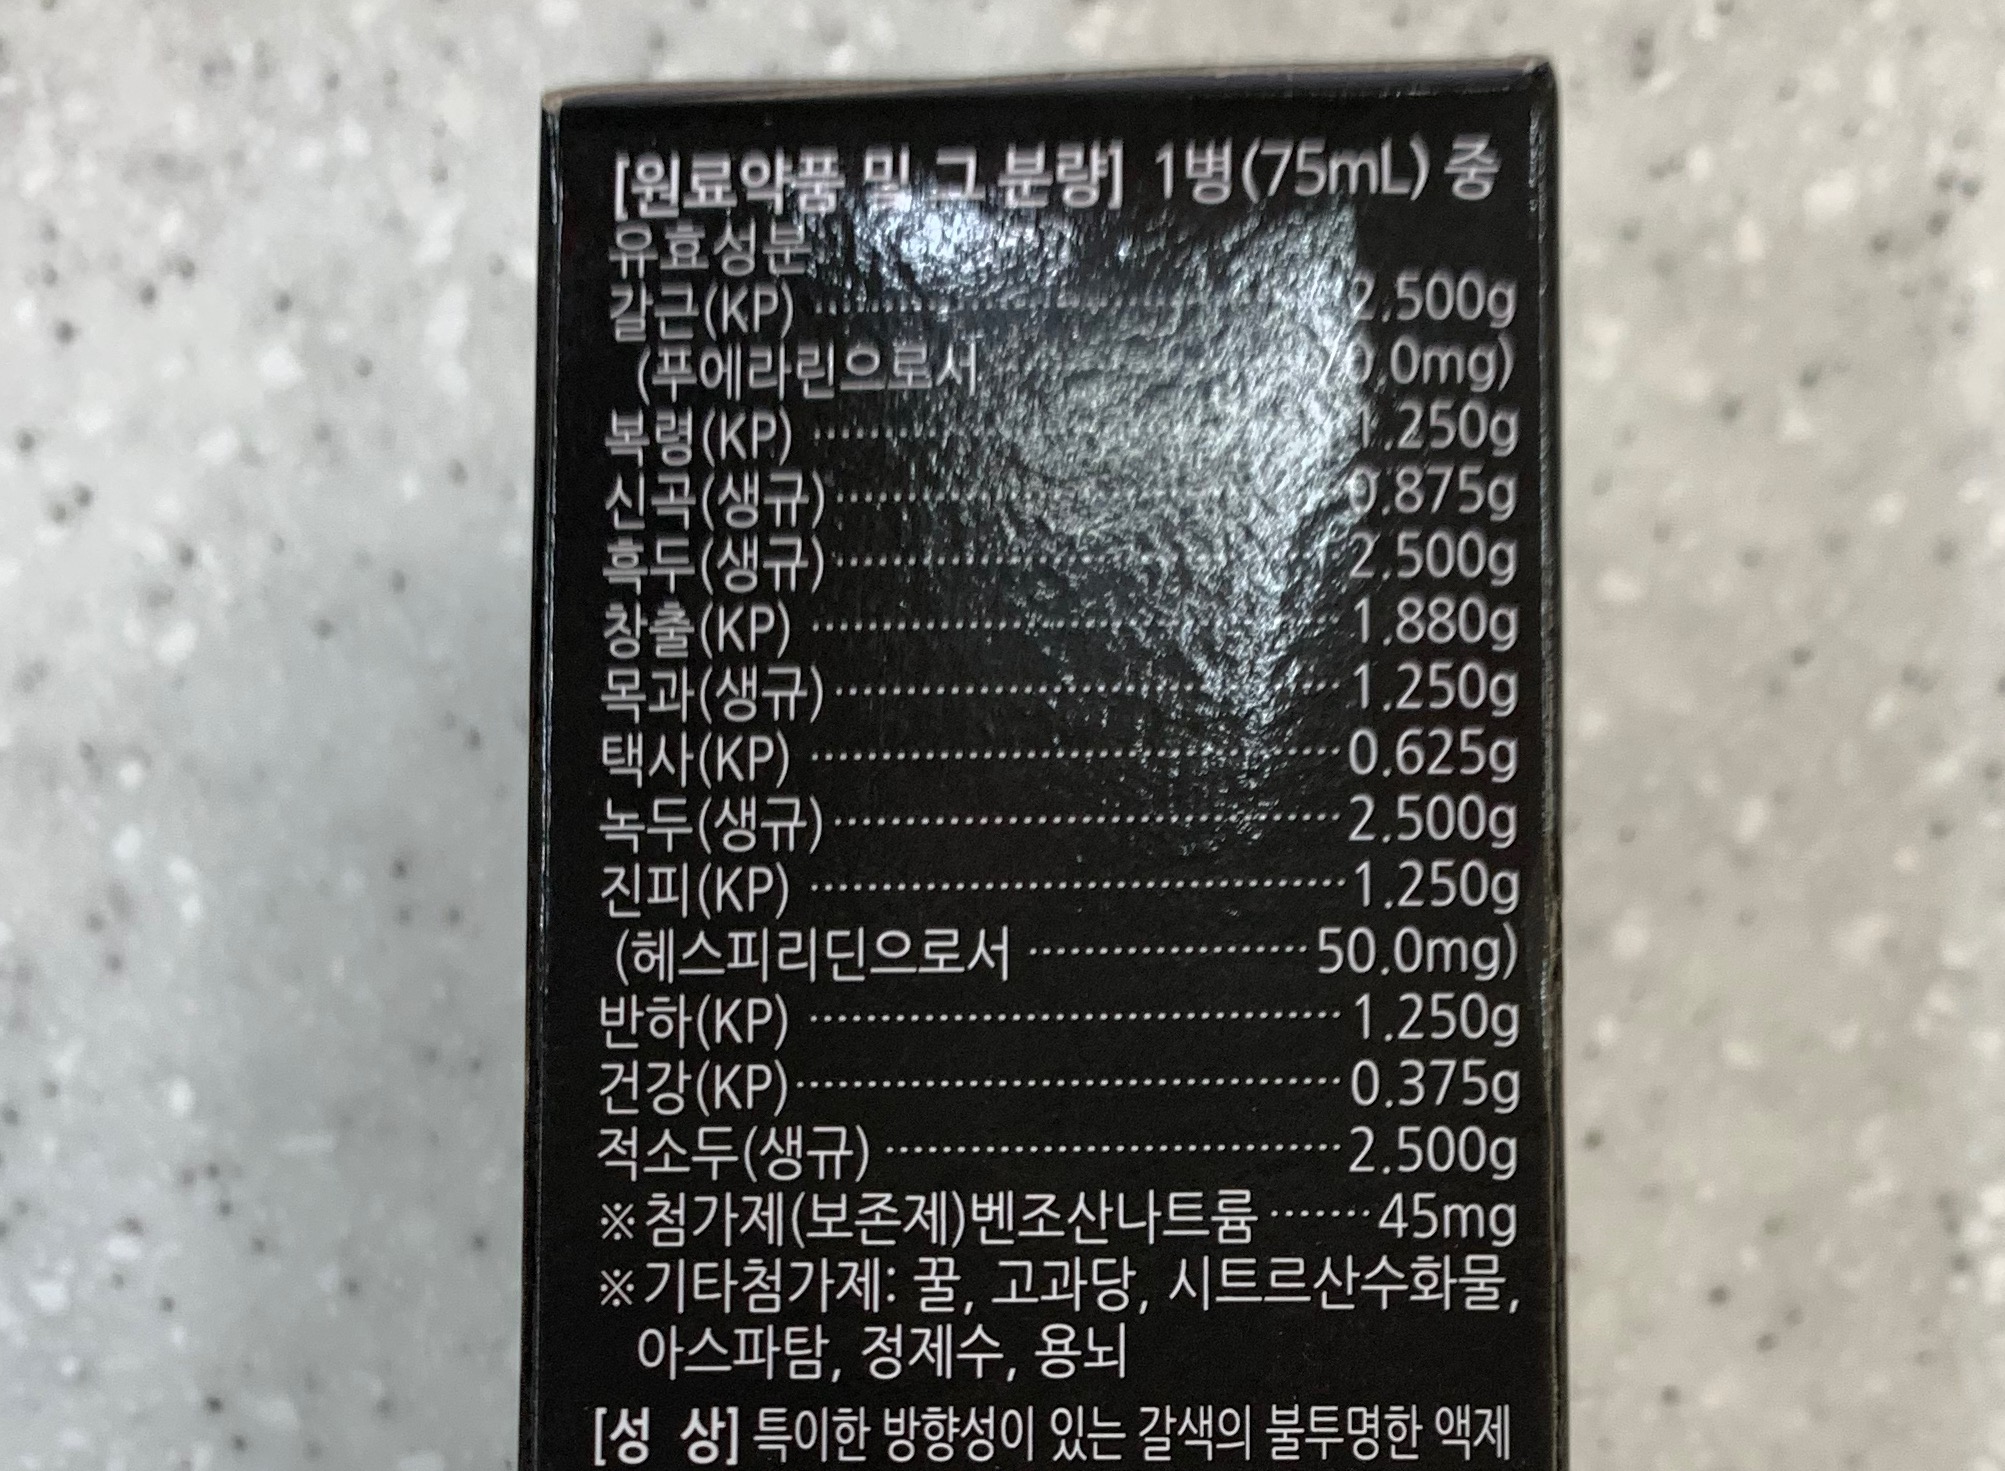 [원료약품 및 그 분량] 1병(75mL) 중
유효성분
갈근(KP) 2.500g
(푸에라린으로서
복령(KP) 1.250g
신곡(생규) 0.875g
흑두(생규) 2.500g
창출(KP) 1.880g
목과(생규) 1.250g
택사(KP) 0.625g
녹두(생규) 2.500g
진피(KP) 1.250g
(헤스피리딘으로서 50.0mg)
반하(KP) 1.250g
건강(KP) 0.375g
적소두(생규) 2.500g
※첨가제(보존제)벤조산나트륨 45mg
※기타첨가제: 꿀, 고과당, 시트르산수화물,
아스파탐, 정제수, 용뇌
[성 상] 특이한 방향성이 있는 갈색의 불투명한 액제